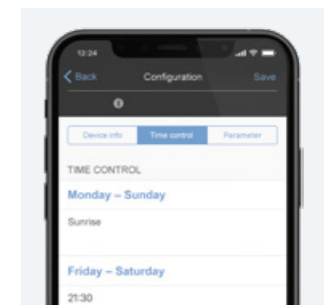 12:24
Back Configuration Save
Device info Time control Parameter
TIME CONTROL
Monday – Sunday
Sunrise
Friday – Saturday
21:30